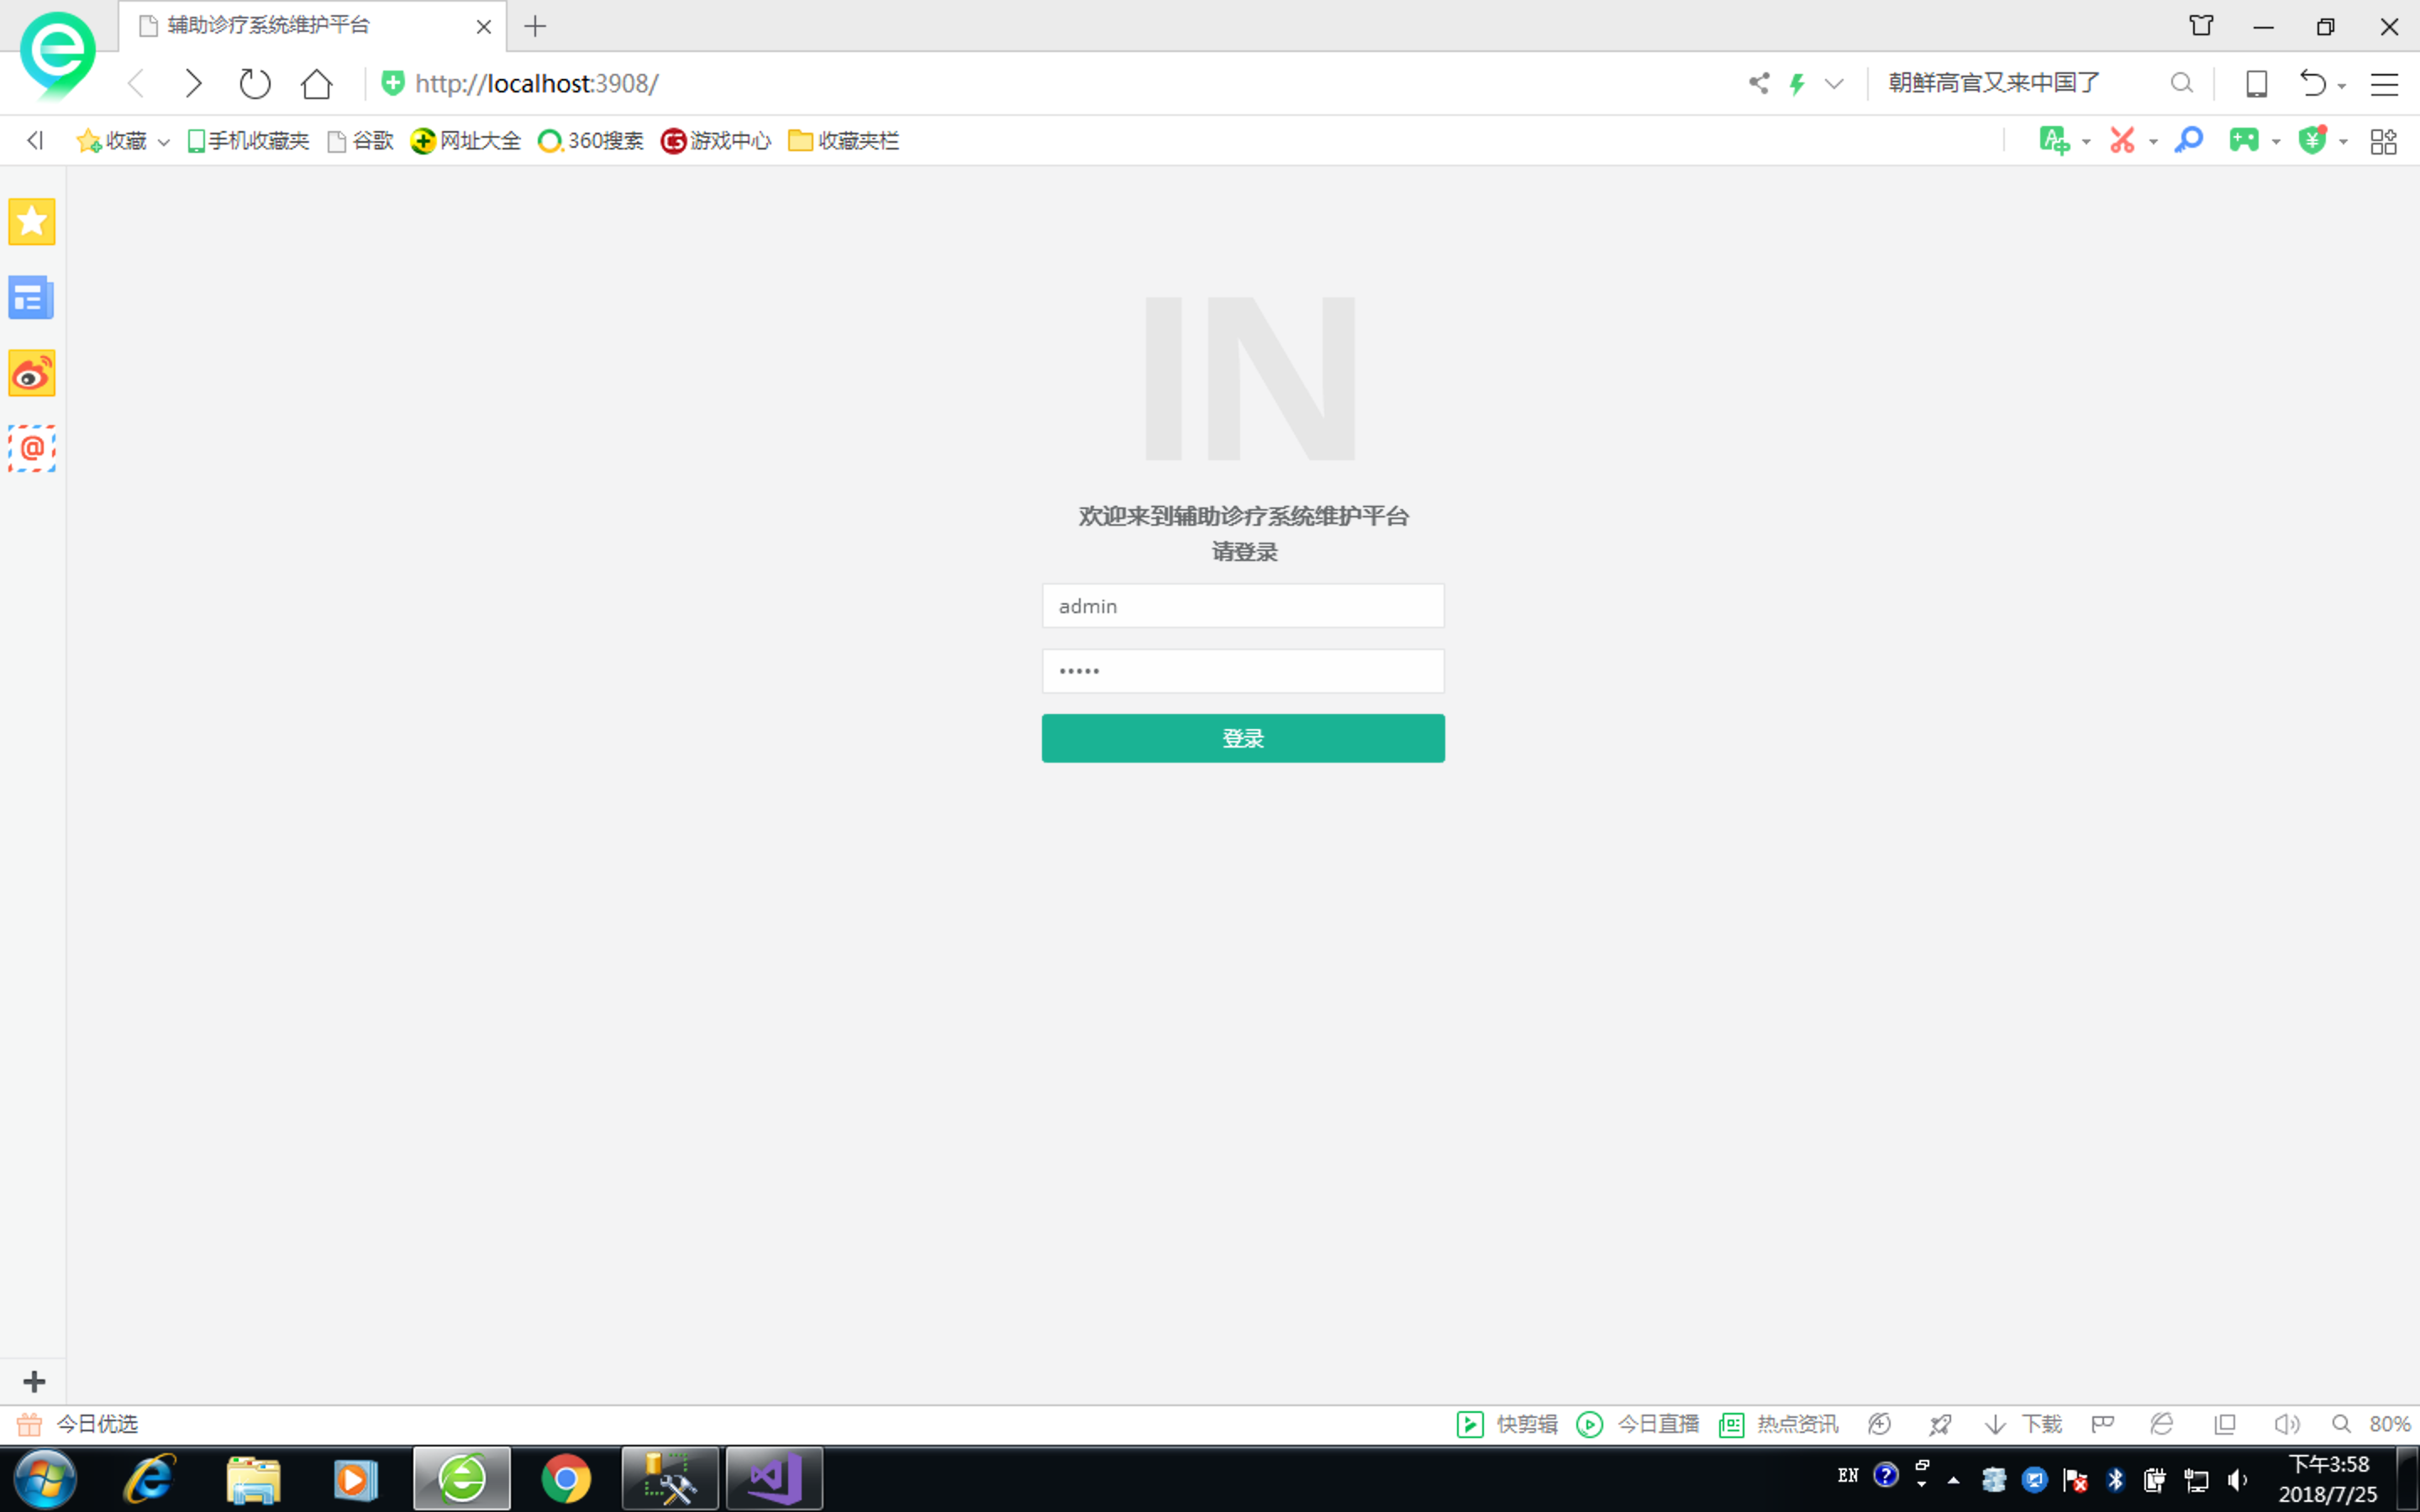 辅助诊疗系统维护平台
http://localhost:3908/
朝鲜高官又来中国了
收藏 手机收藏夹 谷歌 网址大全 360搜索 G5 游戏中心 收藏夹栏
IN
欢迎来到辅助诊疗系统维护平台
请登录
admin
•••••
登录
今日优选 快剪辑 今日直播 热点资讯 下载 80%
EN
下午3:58
2018/7/25